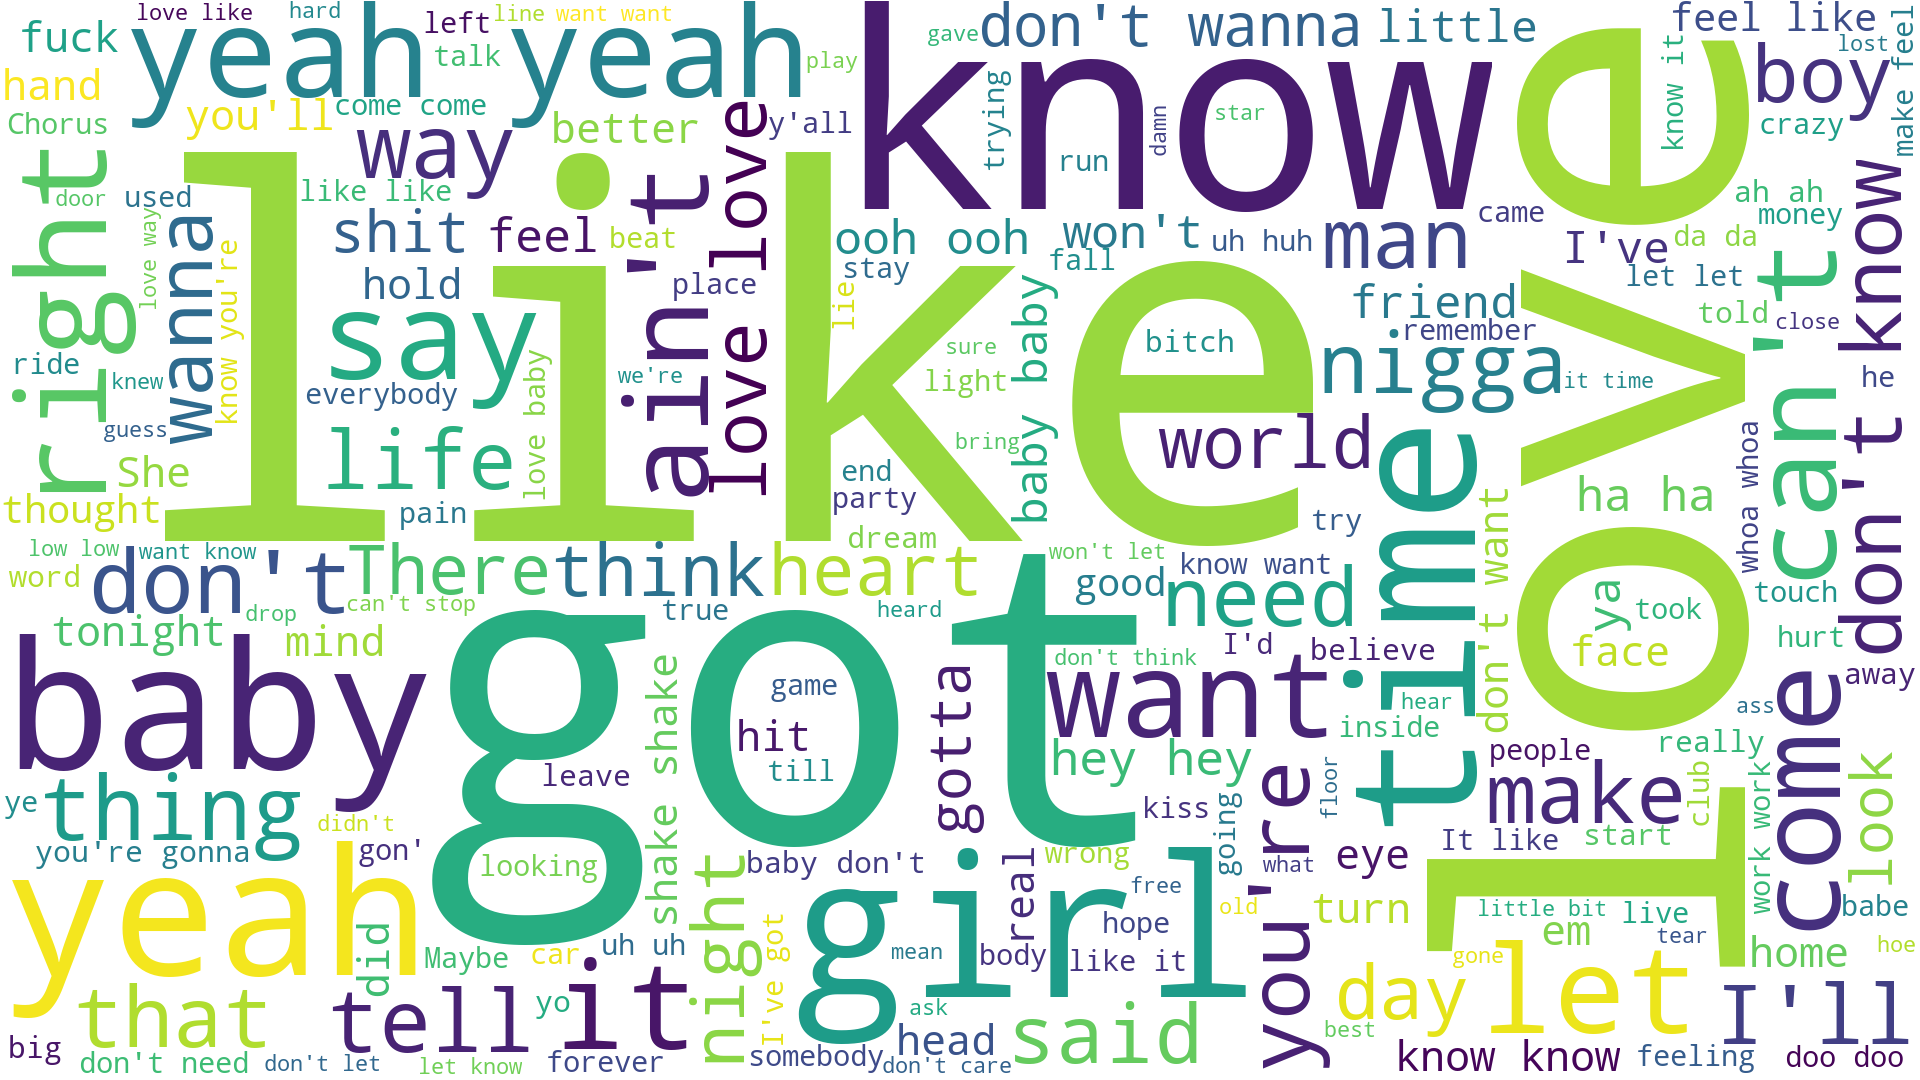 love like
hard
left
line
want want
fuck
yeah yeah
talk
play
gave
don't wanna
little
feel like
lost
hand
know
know it
boy
make feel
Chorus
you'll
come come
way
better
y'all
trying
damn
star
run
crazy
right
door
used
like like
love way
wanna
know you're
shit
feel
beat
ain't
love love
like
ooh ooh
won't
uh huh
man
came
I've
ah ah
money
da da
don't know
hold
place
stay
fall
lie
baby baby
friend
let let
told
close
can't
say
ride
knew
everybody
we're
love baby
sure
light
bitch
remember
nigga
it time
he
guess
life
bring
world
time
love
She
thought
pain
end
party
dream
try
ha ha
whoa whoa
don't want
low low
want know
word
don't
There
think
heart
won't let
good
know want
need
ya
took
touch
drop
can't stop
true
heard
tonight
mind
I'd
believe
face
hurt
baby
got
shake shake
game
hit
till
gotta
don't think
want
hear
inside
away
ass
come
leave
hey hey
people
really
look
ye
thing
didn't
kiss
going
you're
floor
make
club
work work
you're gonna
gon'
looking
night
baby don't
real
wrong
what
eye
It like
start
I
yeah
did
Maybe
car
uh uh
I've got
girl
mean
body
free
hope
like it
old
turn
little bit
em
live
tear
babe
home
hoe
that
tell
it
yo
ask
head
said
day
gone
let
I'll
best
big
don't need
don't let
let know
forever
somebody
don't care
know know
feeling
doo doo